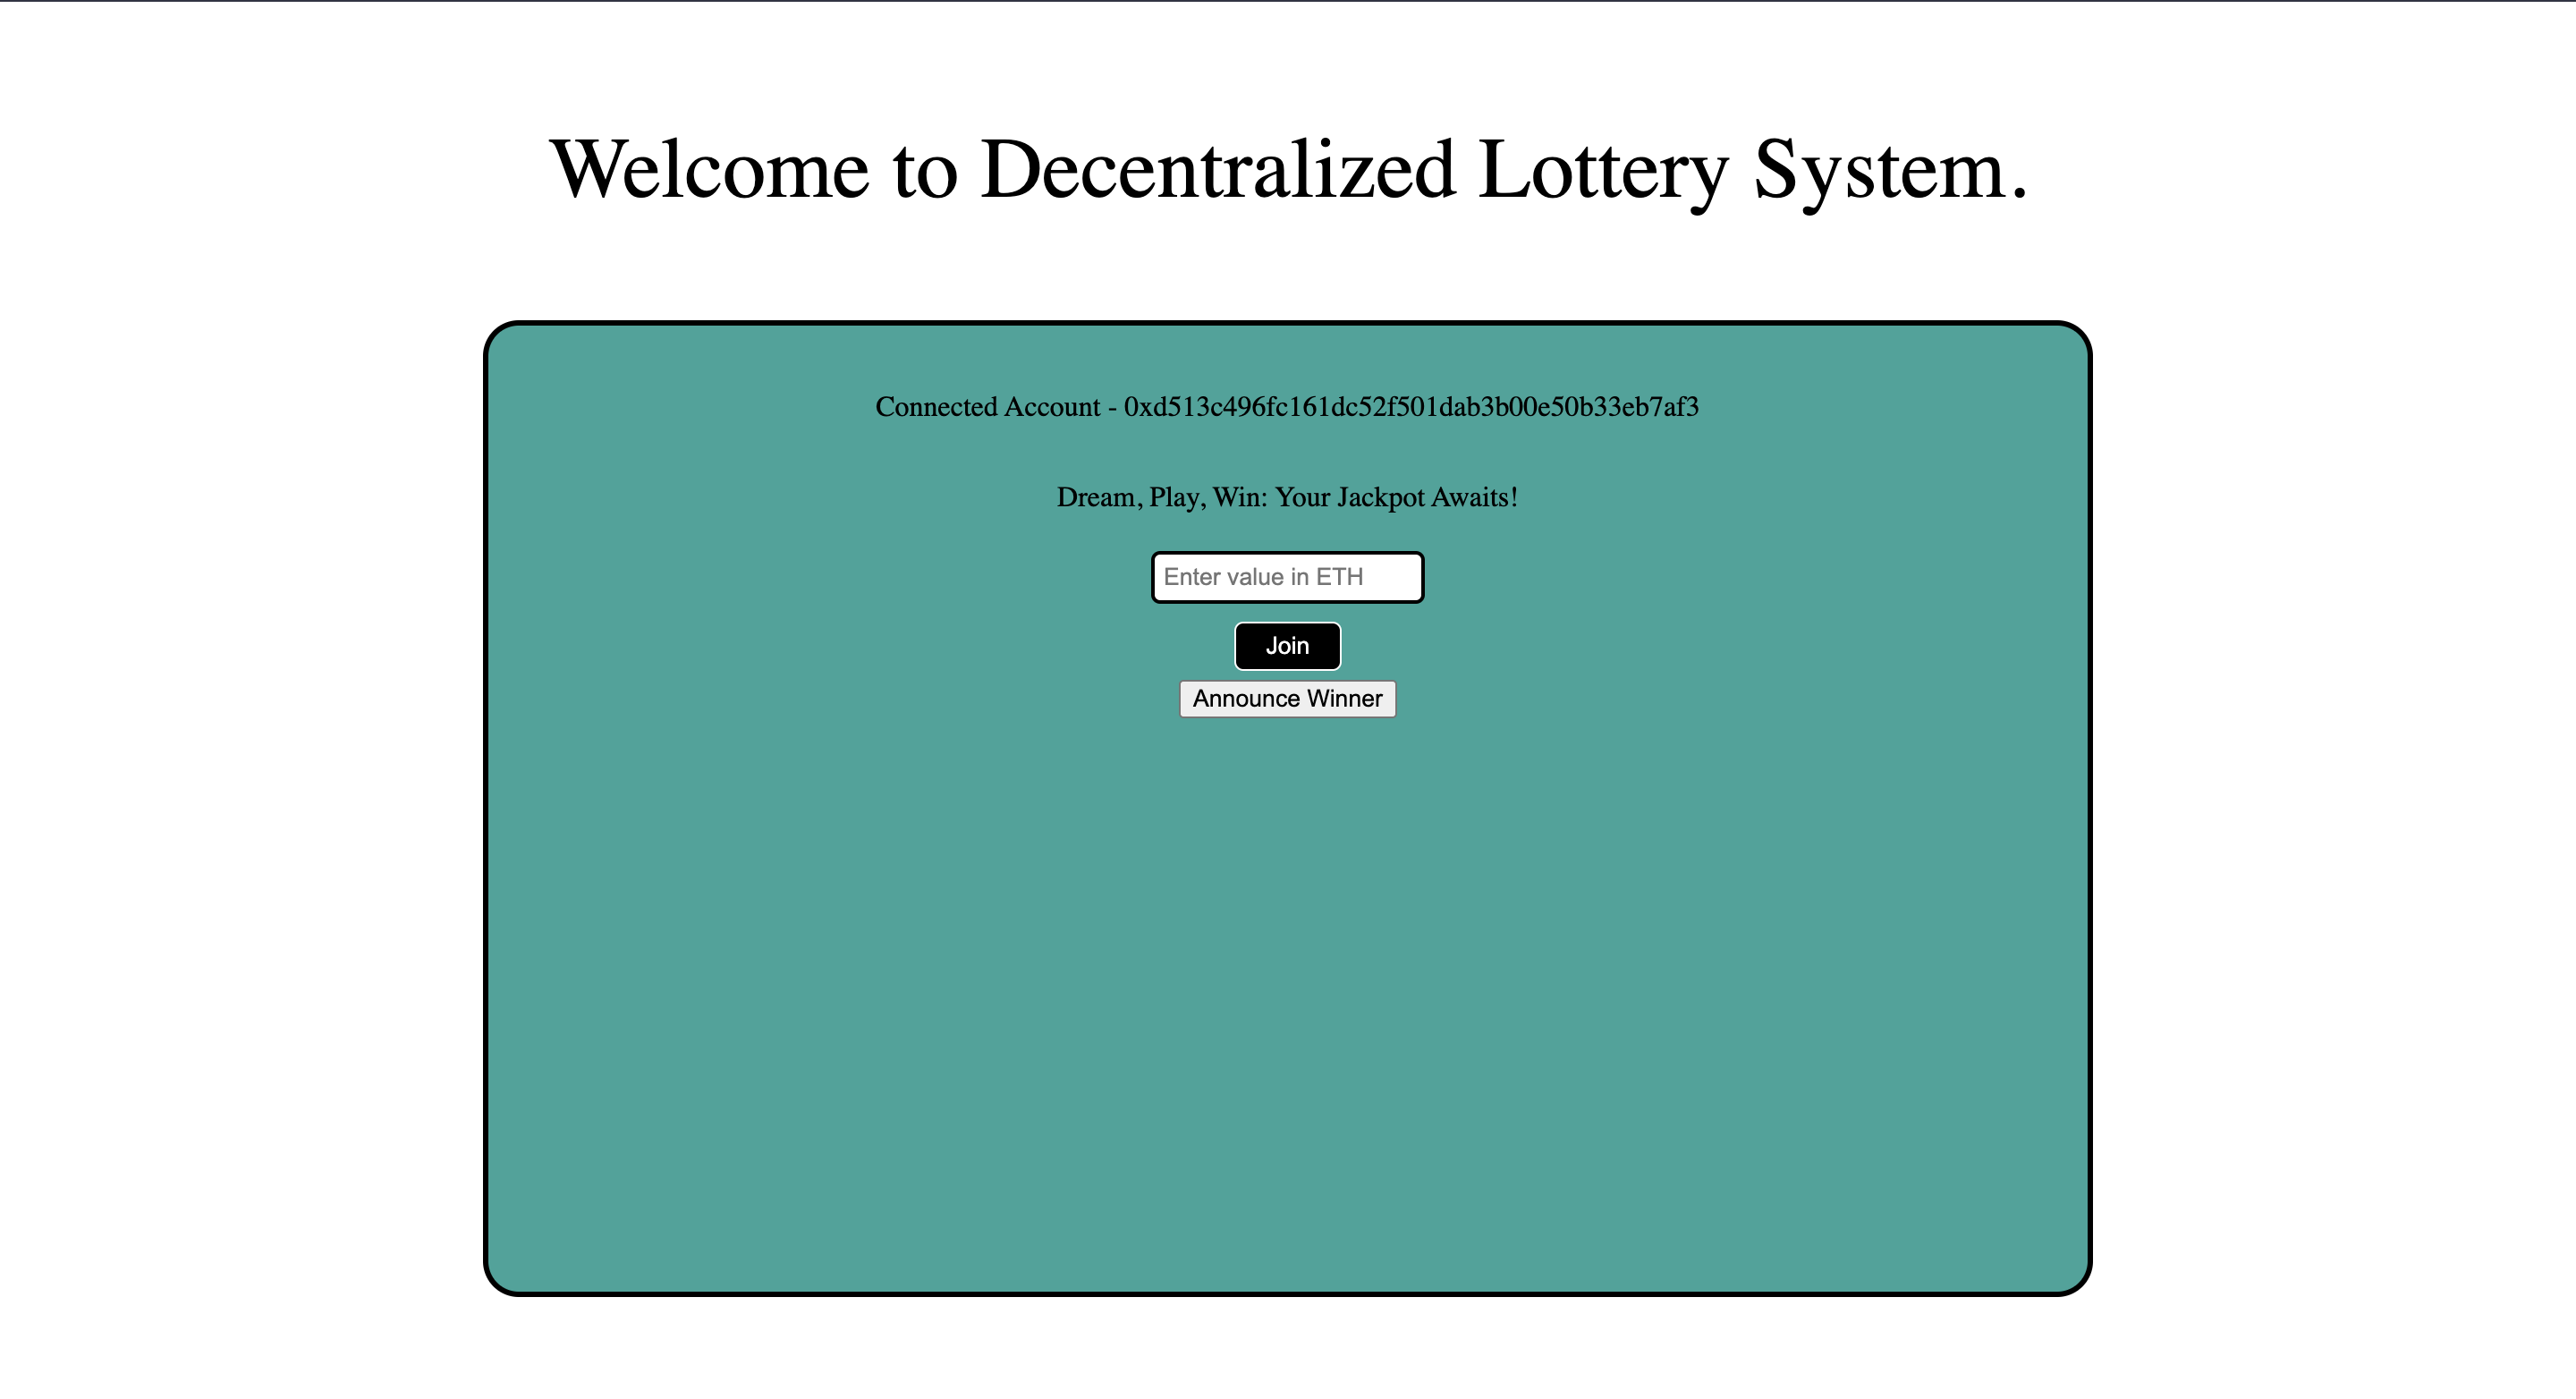 Welcome to Decentralized Lottery System.
Connected Account - 0xd513c496fc161dc52f501dab3b00e50b33eb7af3
Dream, Play, Win: Your Jackpot Awaits!
Enter value in ETH
Join
Announce Winner